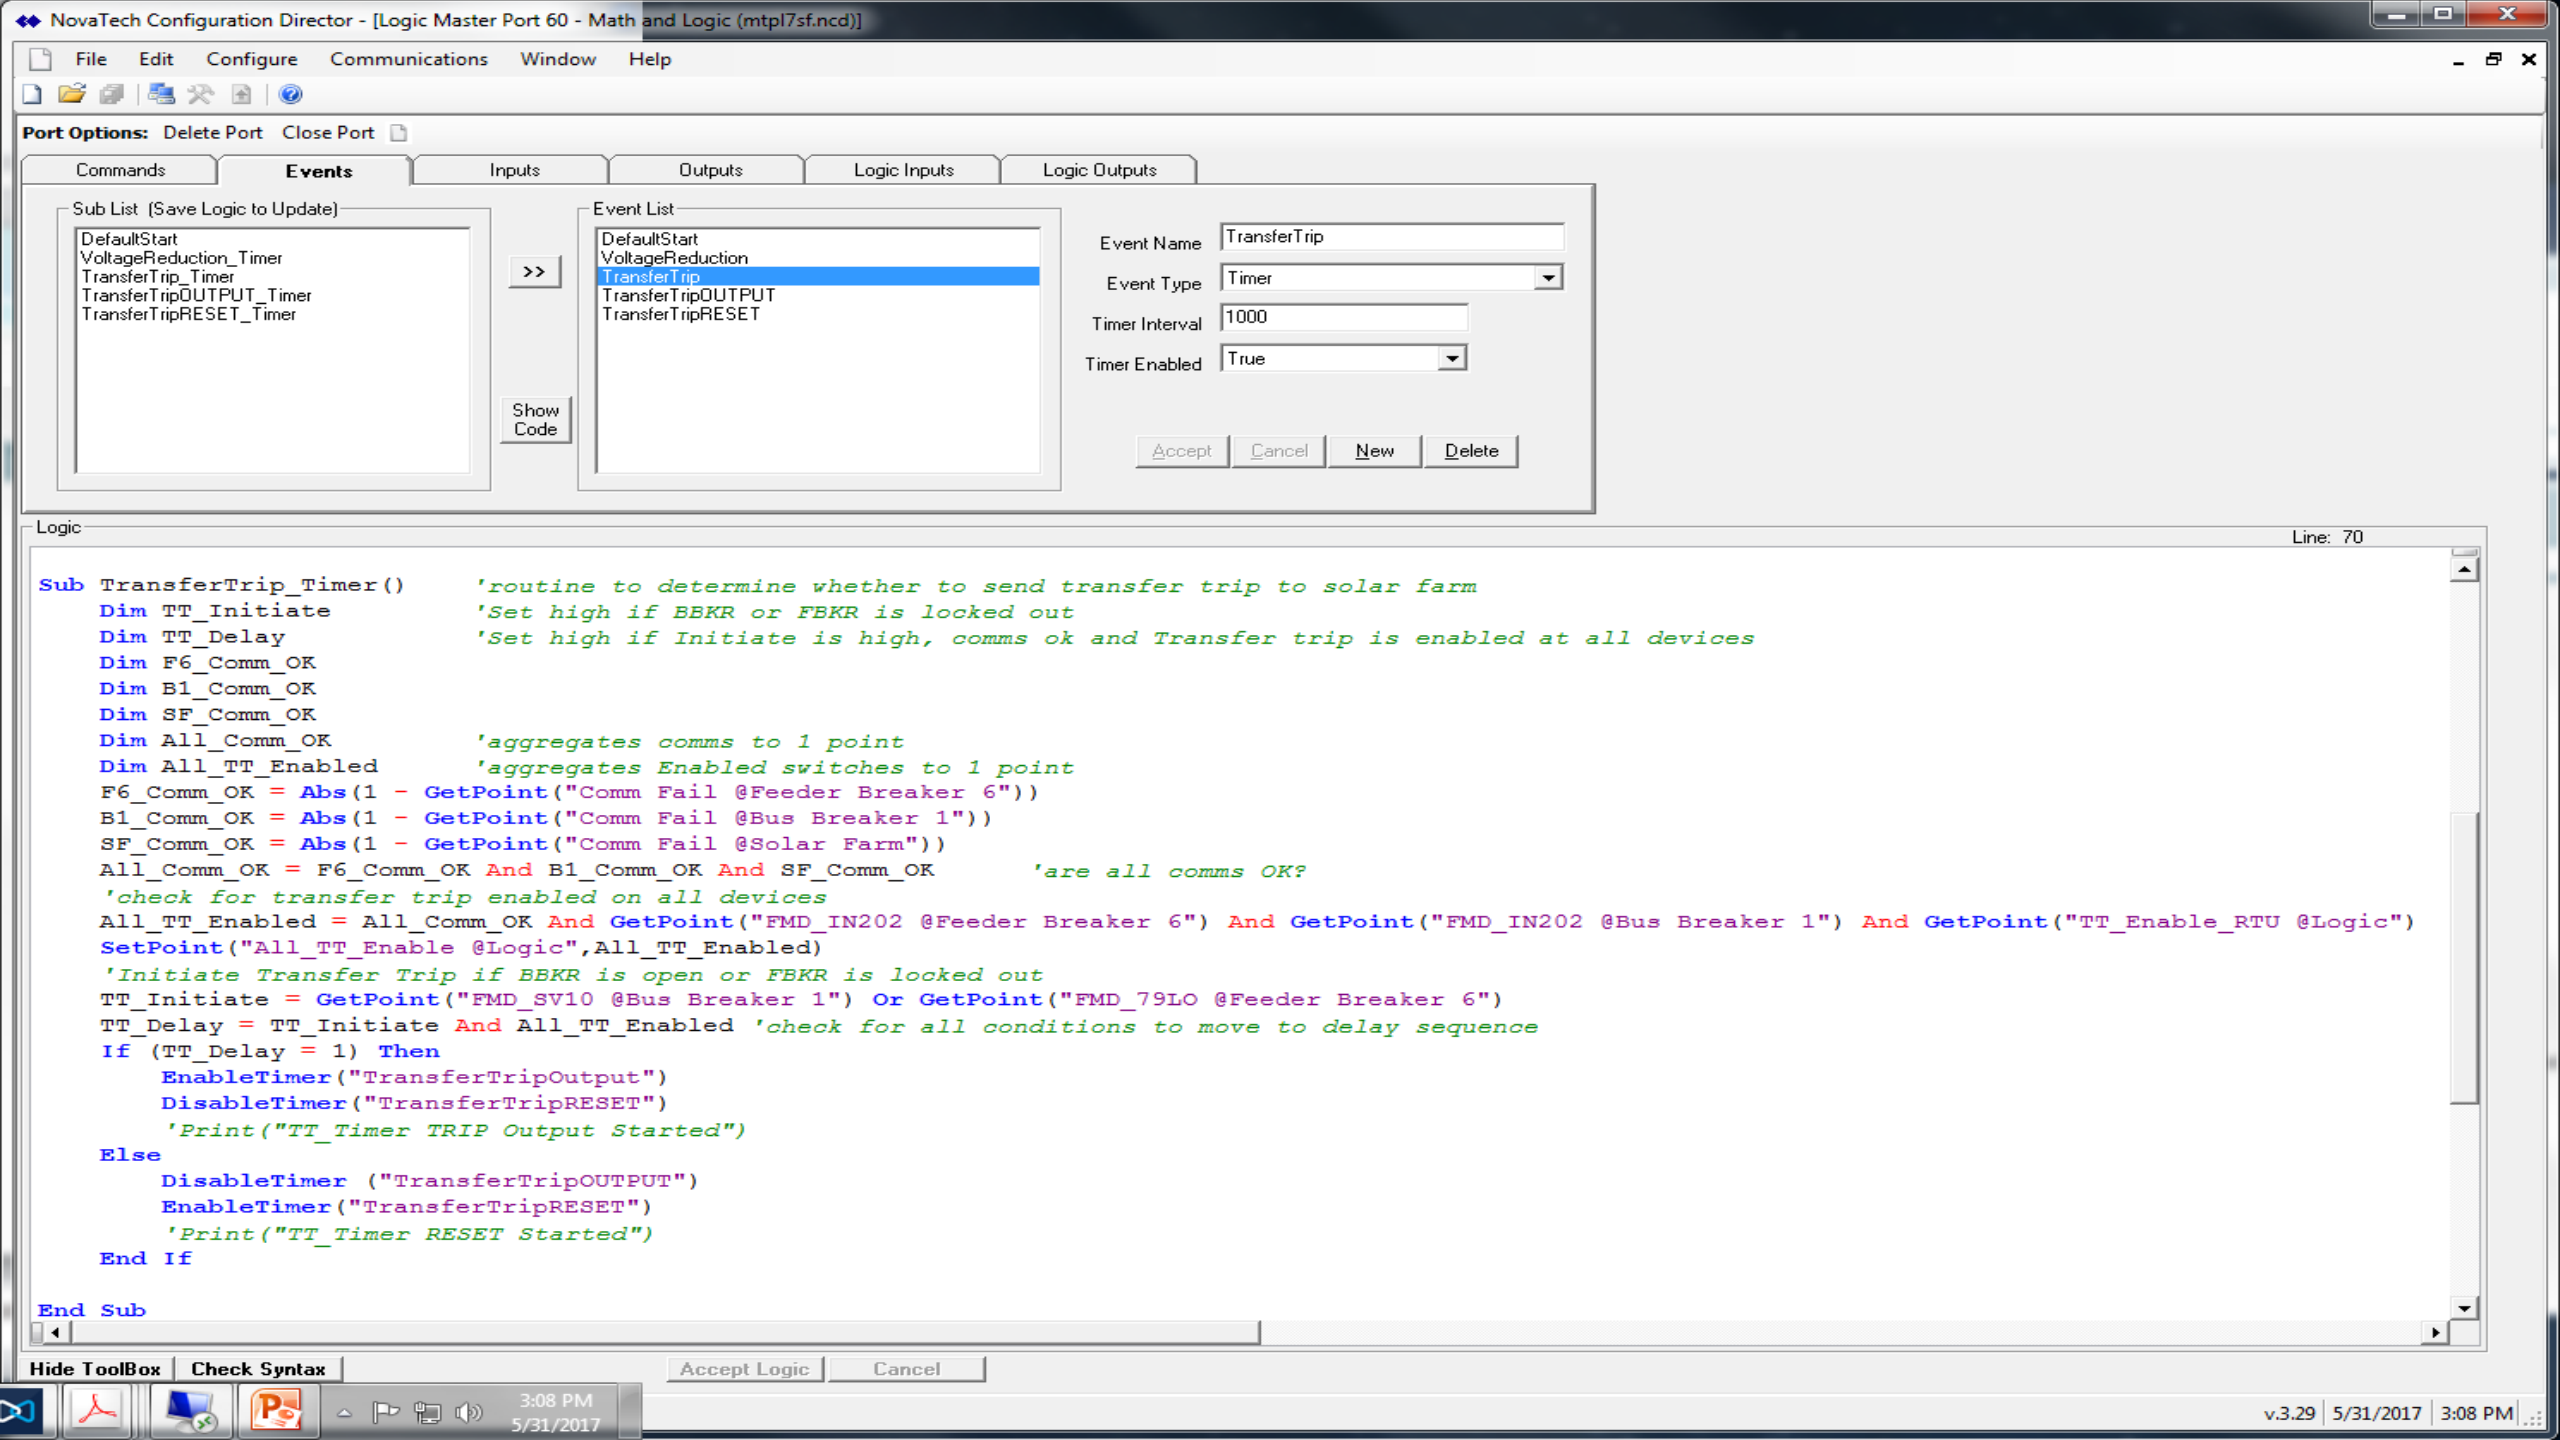 NovaTech Configuration Director - [Logic Master Port 60 - Math and Logic (mtpl7sf.ncd)]
File Edit Configure Communications Window Help
Port Options: Delete Port Close Port
Commands Events Inputs Outputs Logic Inputs Logic Outputs
Sub List (Save Logic to Update)
DefaultStart
VoltageReduction_Timer
TransferTrip_Timer
TransferTripOUTPUT_Timer
TransferTripRESET_Timer
>>
Show
Code
Event List
DefaultStart
VoltageReduction
TransferTrip
TransferTripOUTPUT
TransferTripRESET
Event Name TransferTrip
Event Type Timer
Timer Interval 1000
Timer Enabled True
Accept Cancel New Delete
Logic
Line: 70
Sub TransferTrip_Timer() 'routine to determine whether to send transfer trip to solar farm
Dim TT_Initiate 'Set high if BBKR or FBKR is locked out
Dim TT_Delay 'Set high if Initiate is high, comms ok and Transfer trip is enabled at all devices
Dim F6_Comm_OK
Dim B1_Comm_OK
Dim SF_Comm_OK
Dim All_Comm_OK 'aggregates comms to 1 point
Dim All_TT_Enabled 'aggregates Enabled switches to 1 point
F6_Comm_OK = Abs(1 - GetPoint("Comm Fail @Feeder Breaker 6"))
B1_Comm_OK = Abs(1 - GetPoint("Comm Fail @Bus Breaker 1"))
SF_Comm_OK = Abs(1 - GetPoint("Comm Fail @Solar Farm"))
All_Comm_OK = F6_Comm_OK And B1_Comm_OK And SF_Comm_OK 'are all comms OK?
'check for transfer trip enabled on all devices
All_TT_Enabled = All_Comm_OK And GetPoint("FMD_IN202 @Feeder Breaker 6") And GetPoint("FMD_IN202 @Bus Breaker 1") And GetPoint("TT_Enable_RTU @Logic")
SetPoint("All_TT_Enable @Logic",All_TT_Enabled)
'Initiate Transfer Trip if BBKR is open or FBKR is locked out
TT_Initiate = GetPoint("FMD_SV10 @Bus Breaker 1") Or GetPoint("FMD_79LO @Feeder Breaker 6")
TT_Delay = TT_Initiate And All_TT_Enabled 'check for all conditions to move to delay sequence
If (TT_Delay = 1) Then
EnableTimer("TransferTripOutput")
DisableTimer("TransferTripRESET")
'Print("TT_Timer TRIP Output Started")
Else
DisableTimer ("TransferTripOUTPUT")
EnableTimer("TransferTripRESET")
'Print("TT_Timer RESET Started")
End If
End Sub
Hide ToolBox Check Syntax Accept Logic Cancel
3:08 PM
5/31/2017
v.3.29 5/31/2017 3:08 PM